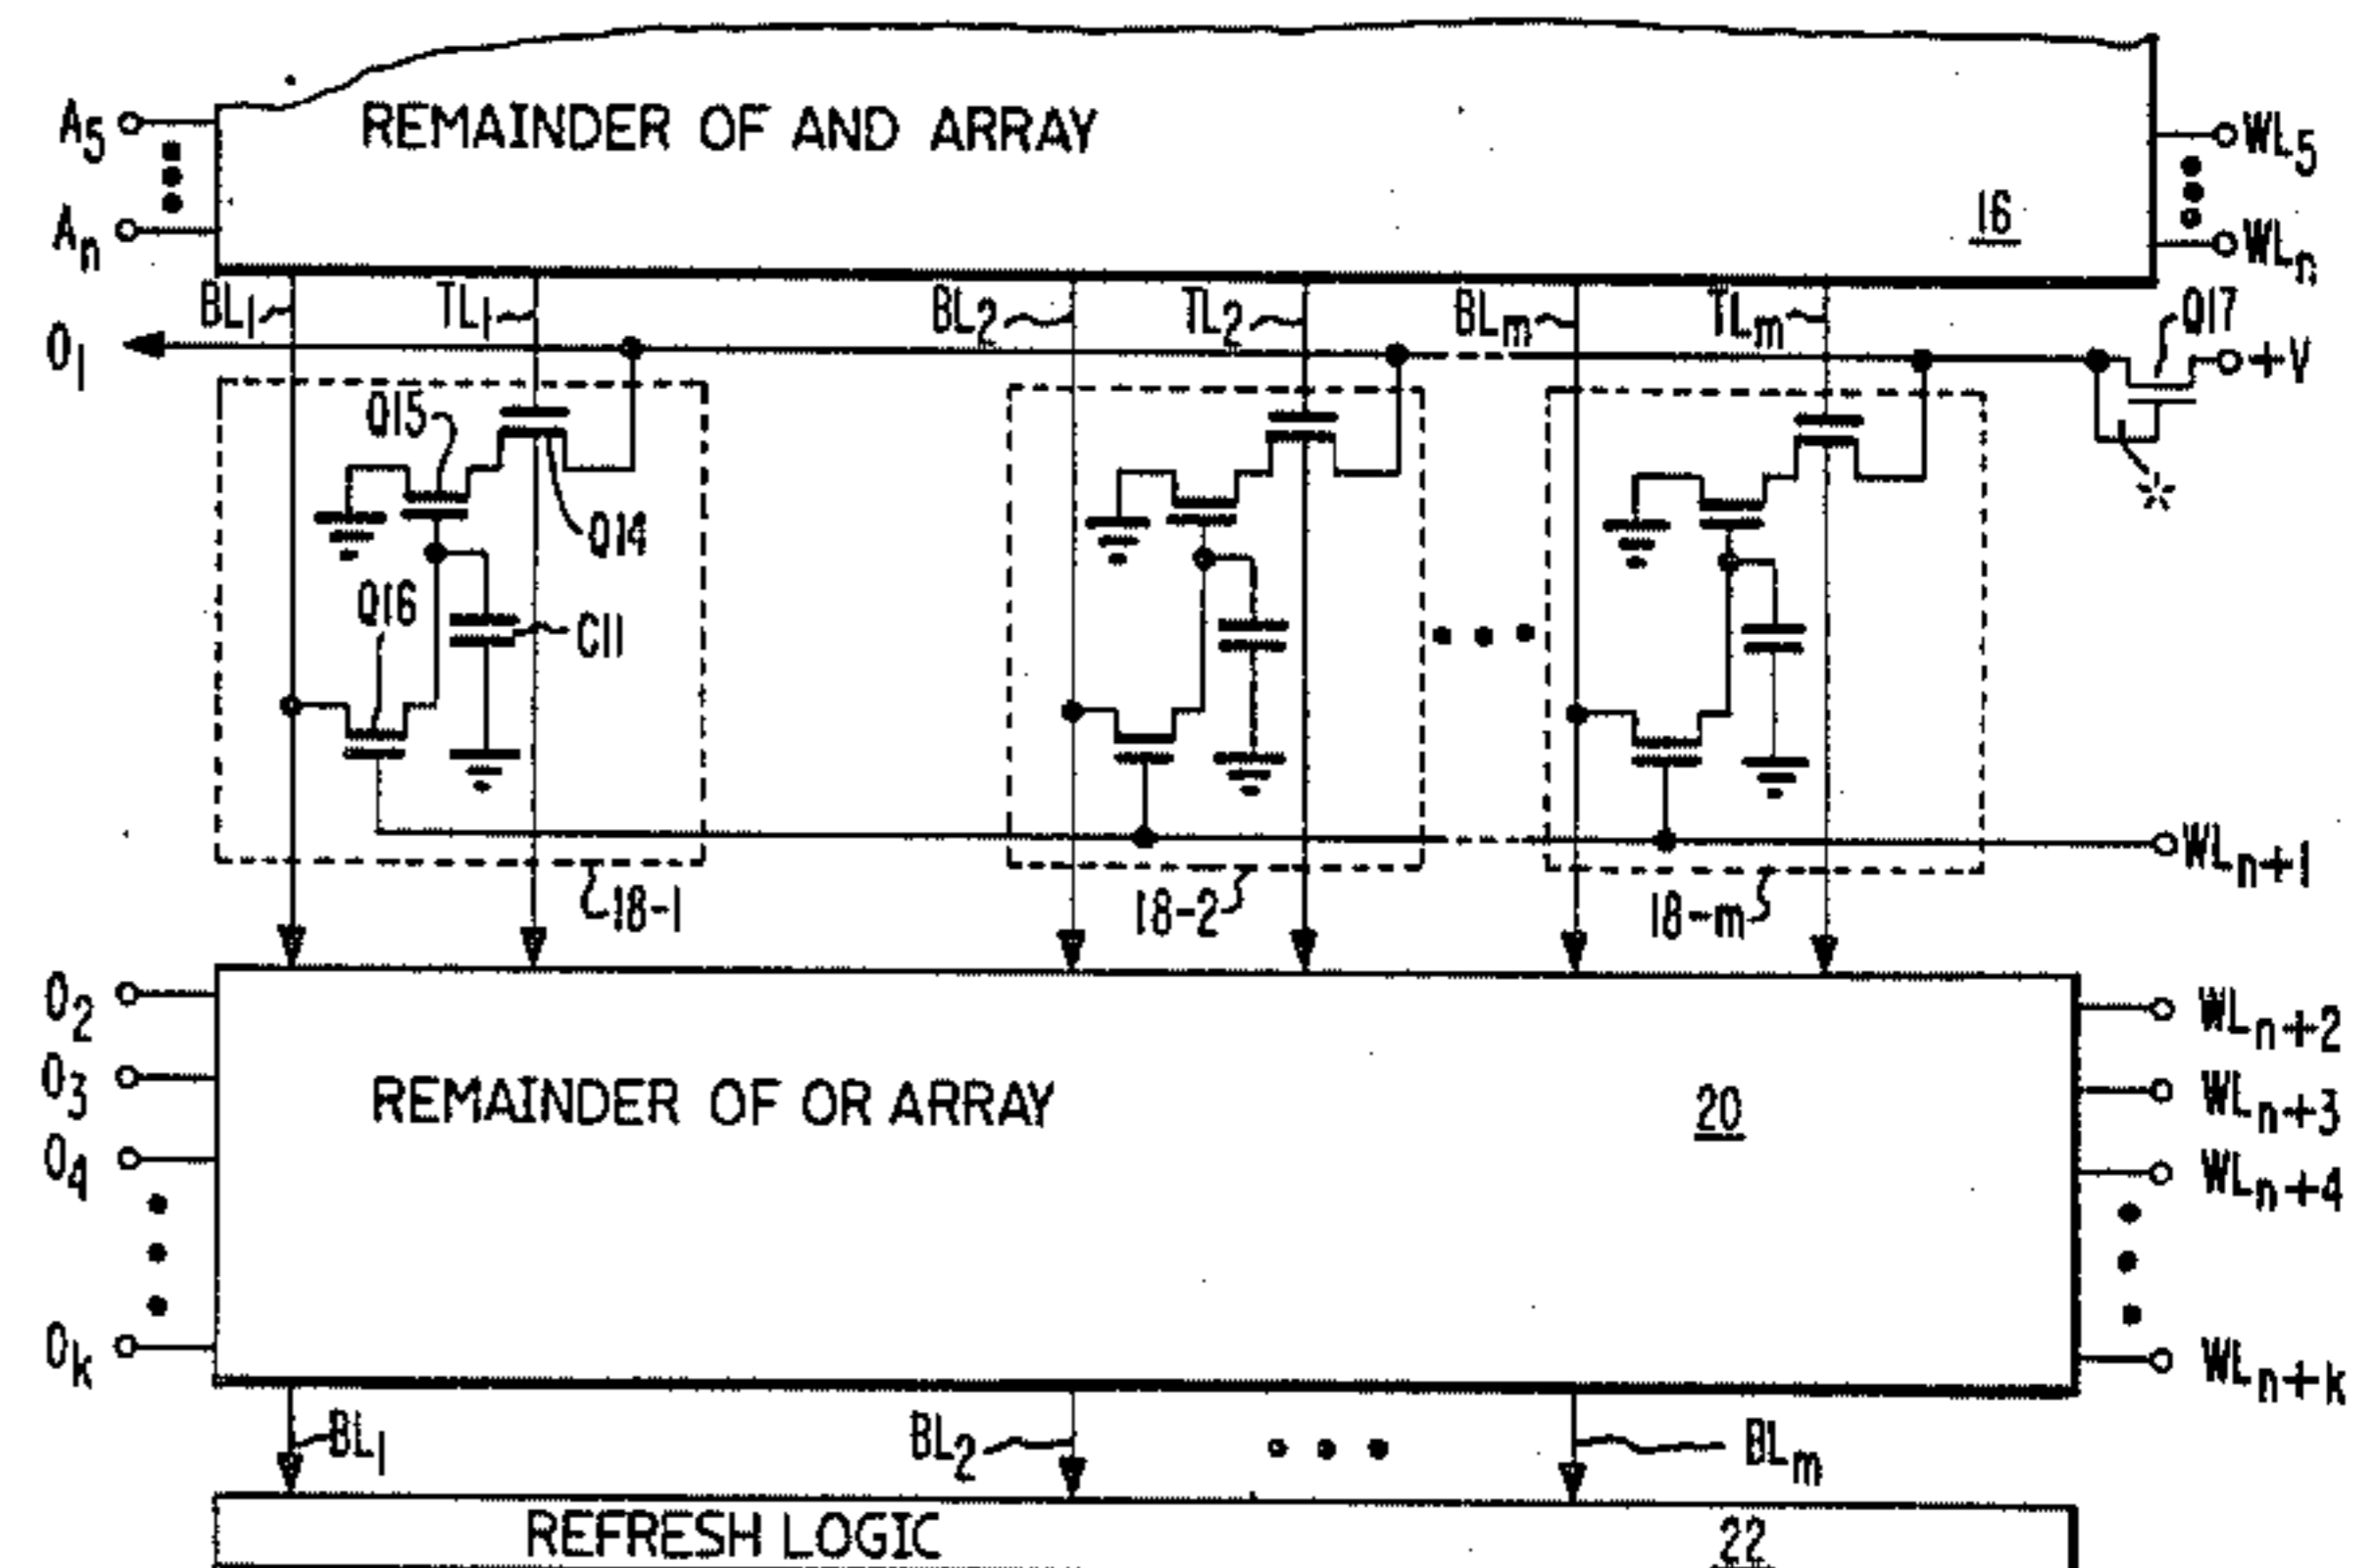 A5
REMAINDER OF AND ARRAY
WL5
An
16
WLn
BL1
TL1
BL2
TL2
BLm
TLm
Q17
O1
+V
Q15
Q14
Q16
C11
WLn+1
18-1
18-2
18-m
O2
WLn+2
O3
REMAINDER OF OR ARRAY
20
WLn+3
O4
WLn+4
Ok
WLn+k
BL1
BL2
BLm
REFRESH LOGIC
22